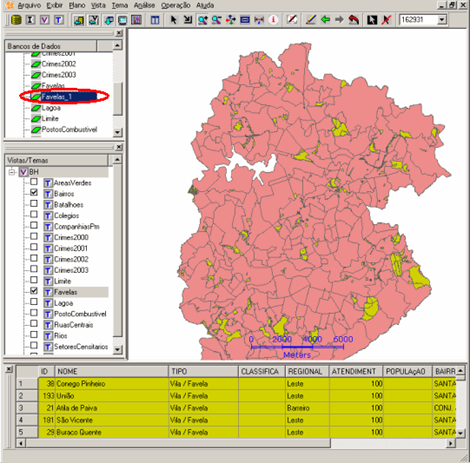 Arquivo Exibir Plano Vista Tema Análise Operação Ajuda
162931
Bancos de Dados
Crimes2001
Crimes2002
Crimes2003
Favelas
Favelas_1
Lagoa
Limite
PostosCombustivel
Vistas/Temas
BH
AreasVerdes
Bairros
Batalhoes
Colegios
CompanhiasPm
Crimes2000
Crimes2001
Crimes2002
Crimes2003
Limite
Favelas
Lagoa
PostoCombustivel
RuasCentrais
Rios
SetoresCensitarios
0 2000 4000 6000
Meters
ID NOME TIPO CLASSIFICA REGIONAL ATENDIMENT POPULAÇAO BAIRR
1 38 Conego Pinheiro Vila / Favela Leste 100 SANTA
2 193 União Vila / Favela Leste 100 SANTA
3 21 Atila de Paiva Vila / Favela Barreiro 100 CONJ.
4 181 São Vicente Vila / Favela Leste 100 SANTA
5 29 Buraco Quente Vila / Favela Leste 100 SANTA